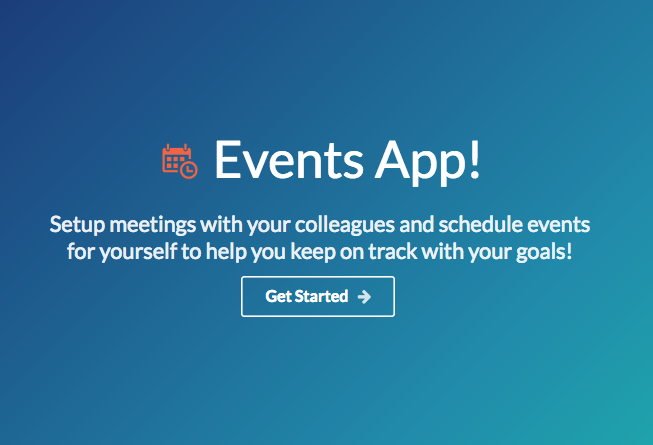 Events App!
Setup meetings with your colleagues and schedule events
for yourself to help you keep on track with your goals!
Get Started